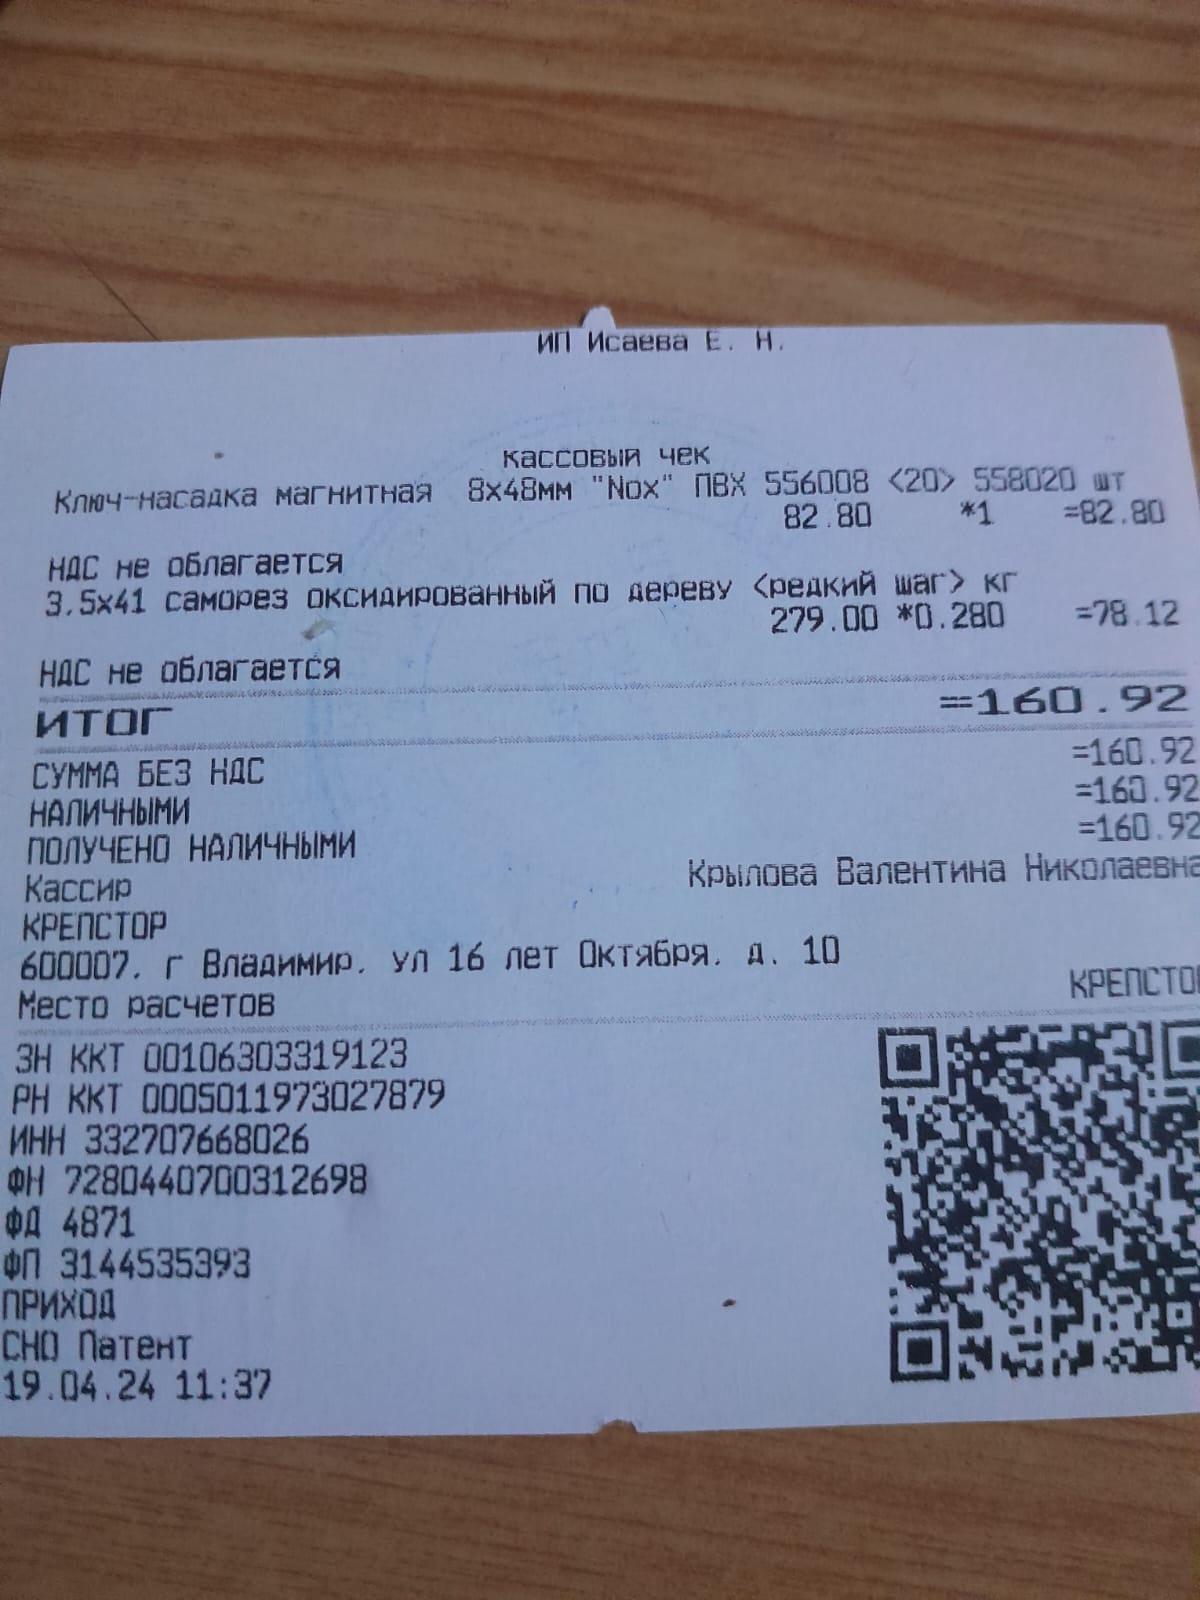 ИП Исаева Е. Н.
кассовый чек
Ключ-насадка магнитная 8х48мм "Nox" ПВХ 556008 <20> 558020 шт
82.80 *1 =82.80
НДС не облагается
3.5х41 саморез оксидированный по дереву <редкий шаг> кг
279.00 *0.280 =78.12
НДС не облагается
ИТОГ =160.92
СУММА БЕЗ НДС =160.92
НАЛИЧНЫМИ =160.92
ПОЛУЧЕНО НАЛИЧНЫМИ =160.92
Кассир Крылова Валентина Николаевна
КРЕПСТОР
600007. г Владимир. ул 16 лет Октября. д. 10
Место расчетов КРЕПСТОР
ЗН ККТ 00106303319123
РН ККТ 0005011973027879
ИНН 332707668026
ФН 7280440700312698
ФД 4871
ФП 3144535393
ПРИХОД
СНО Патент
19.04.24 11:37